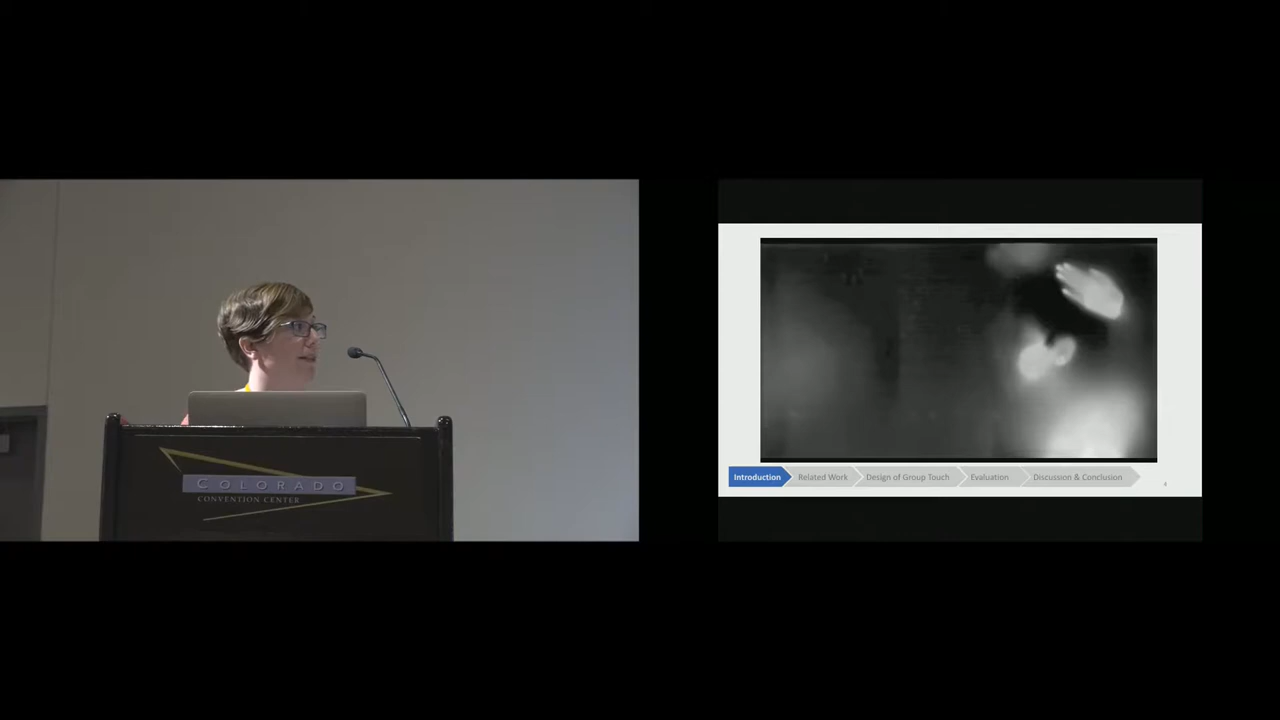 COLORADO
CONVENTION CENTER
Introduction
Related Work
Design of Group Touch
Evaluation
Discussion & Conclusion